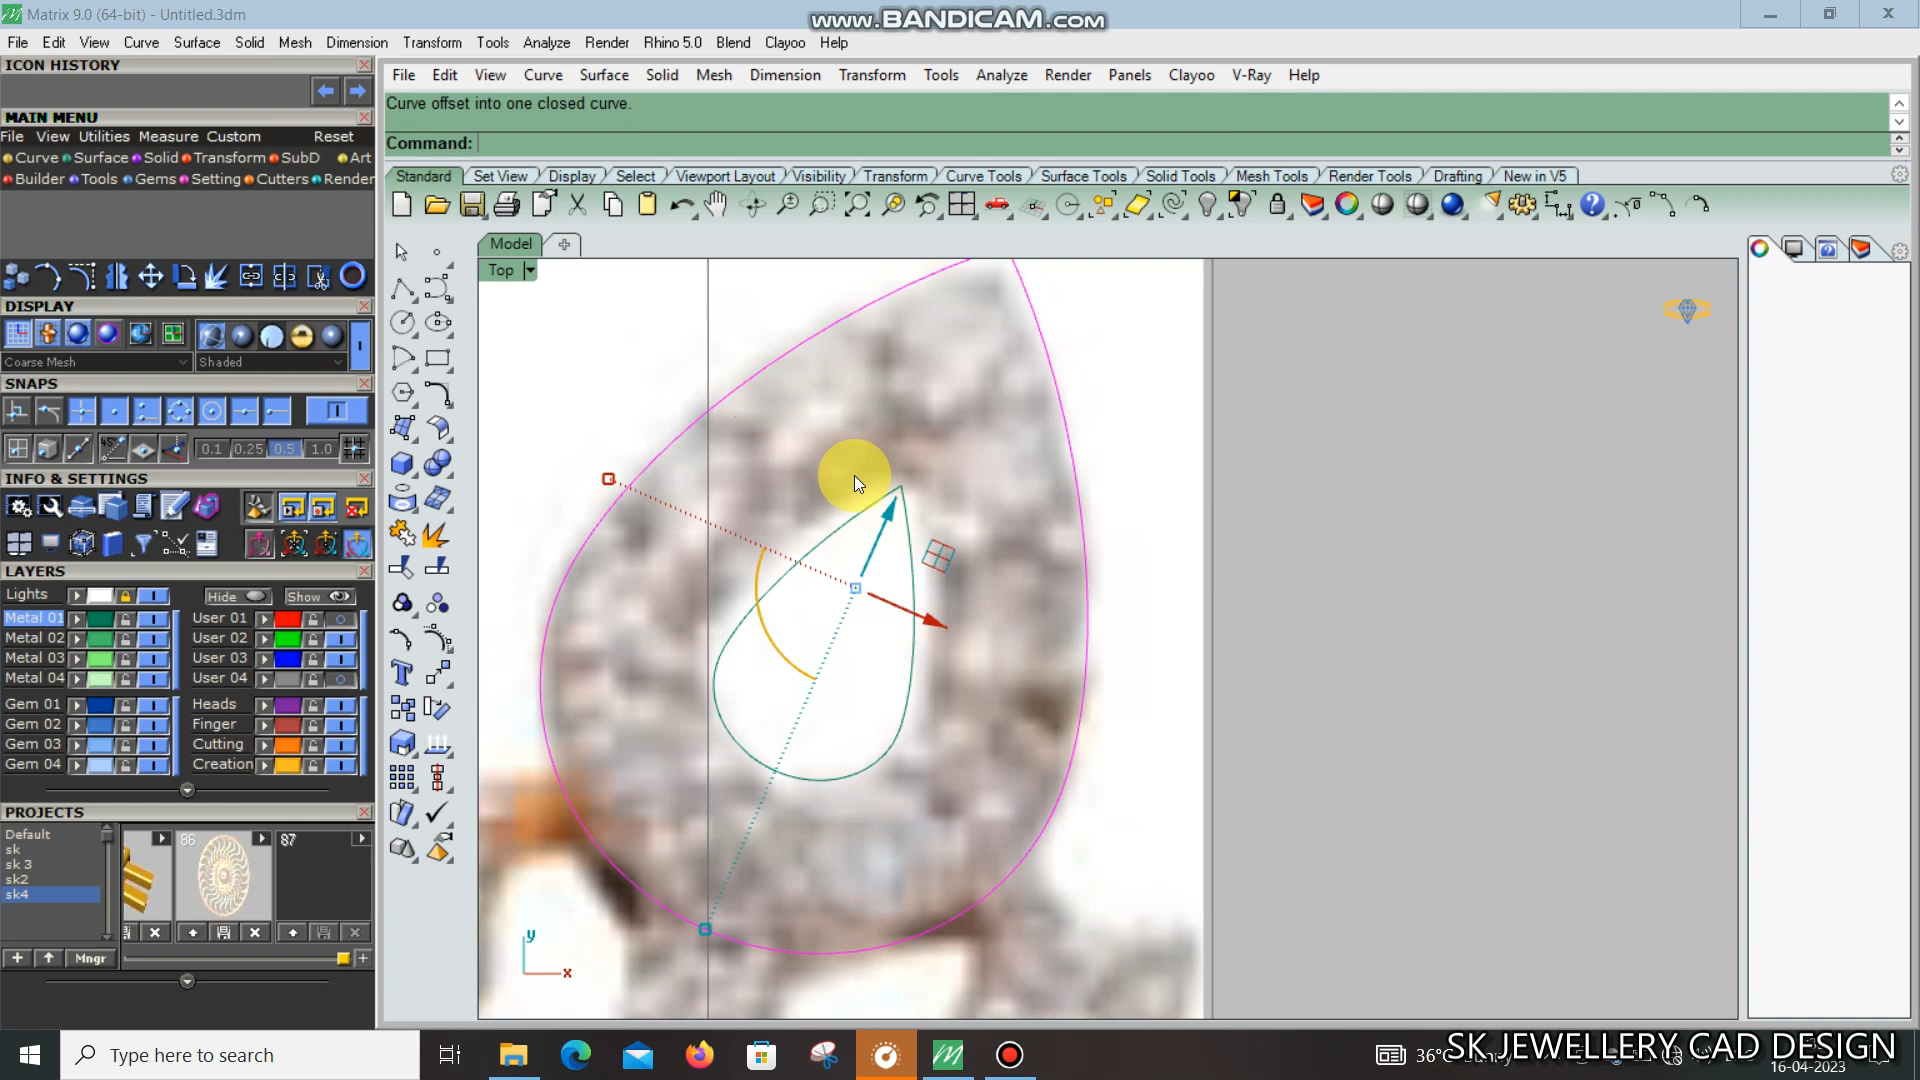 Matrix 9.0 (64-bit) - Untitled.3dm
www.BANDICAM.com
File Edit View Curve Surface Solid Mesh Dimension Transform Tools Analyze Render Rhino 5.0 Blend Clayoo Help
ICON HISTORY
MAIN MENU
File View Utilities Measure Custom Reset
Curve Surface Solid Transform SubD Art
Builder Tools Gems Setting Cutters Render
DISPLAY
Coarse Mesh Shaded
SNAPS
0.1 0.25 0.5 1.0
INFO & SETTINGS
LAYERS
Lights Hide Show
Metal 01 User 01
Metal 02 User 02
Metal 03 User 03
Metal 04 User 04
Gem 01 Heads
Gem 02 Finger
Gem 03 Cutting
Gem 04 Creation
PROJECTS
Default
sk
sk 3
sk2
sk4
86 87
Mngr
File Edit View Curve Surface Solid Mesh Dimension Transform Tools Analyze Render Panels Clayoo V-Ray Help
Curve offset into one closed curve.
Command:
Standard Set View Display Select Viewport Layout Visibility Transform Curve Tools Surface Tools Solid Tools Mesh Tools Render Tools Drafting New in V5
Model
Top
y
x
Type here to search
36°C
SK JEWELLERY CAD DESIGN
16-04-2023